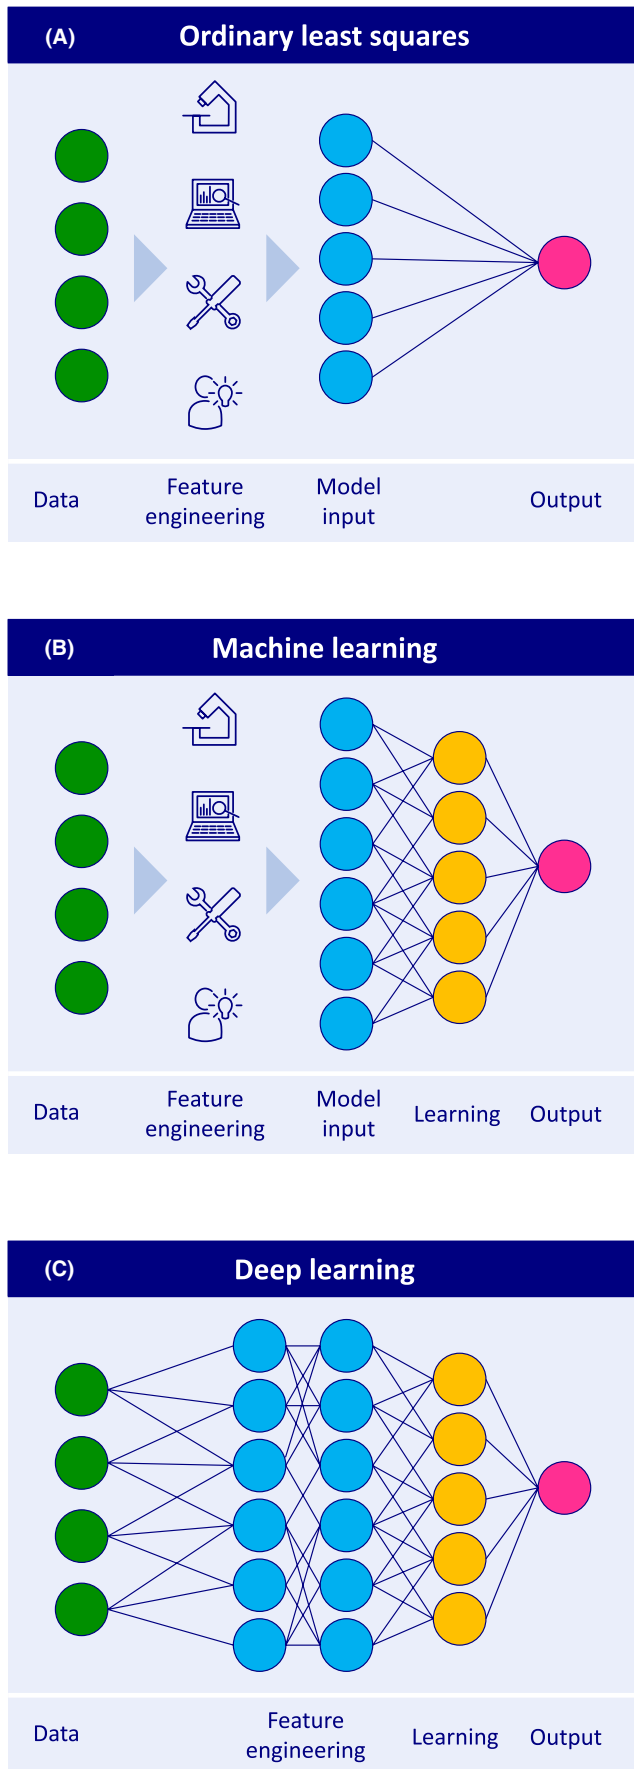 (A) Ordinary least squares
Data
Feature
engineering
Model
input
Output
(B) Machine learning
Data
Feature
engineering
Model
input
Learning
Output
(C) Deep learning
Data
Feature
engineering
Learning
Output